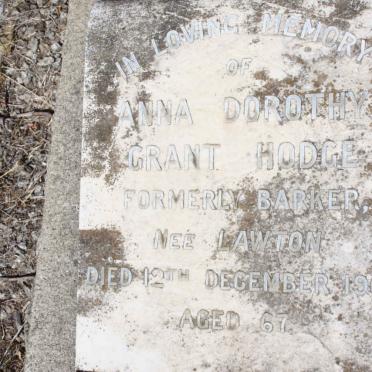 IN LOVING MEMORY
OF
ANNA DOROTHY
GRANT HODGE
FORMERLY BARKER,
NEE LAWTON
DIED 12TH DECEMBER
AGED 67